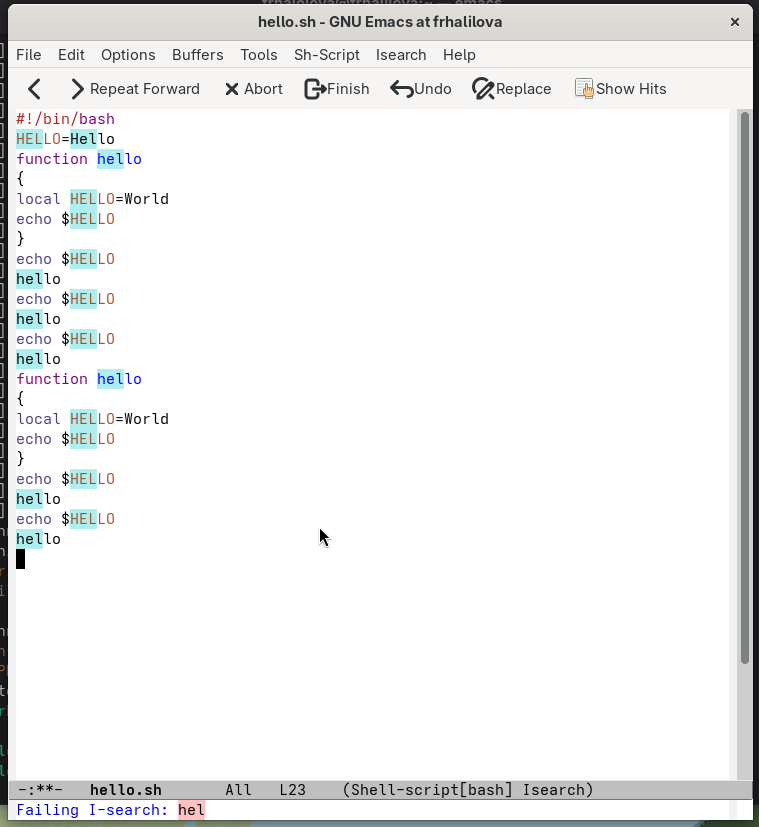 hello.sh - GNU Emacs at frhalilova
File Edit Options Buffers Tools Sh-Script Isearch Help
Repeat Forward Abort Finish Undo Replace Show Hits
#!/bin/bash
HELLO=Hello
function hello
{
local HELLO=World
echo $HELLO
}
echo $HELLO
hello
echo $HELLO
hello
echo $HELLO
hello
function hello
{
local HELLO=World
echo $HELLO
}
echo $HELLO
hello
echo $HELLO
hello
-:**- hello.sh All L23 (Shell-script[bash] Isearch)
Failing I-search: hel